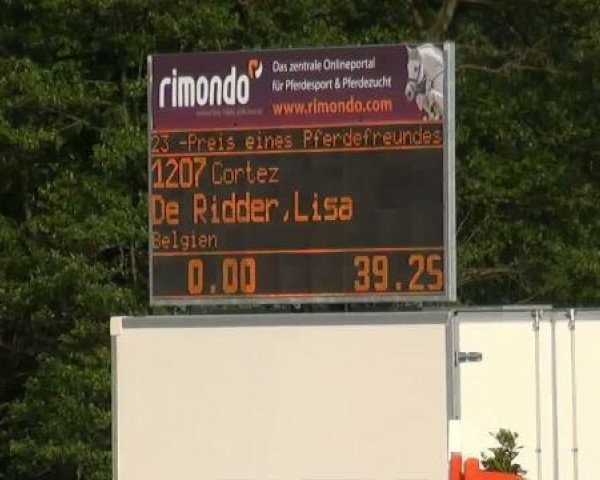 rimondo
Das zentrale Onlineportal
für Pferdesport & Pferdezucht
www.rimondo.com
23 -Preis eines Pferdefreundes
1207 Cortez
De Ridder,Lisa
Belgien
0.00 39.25